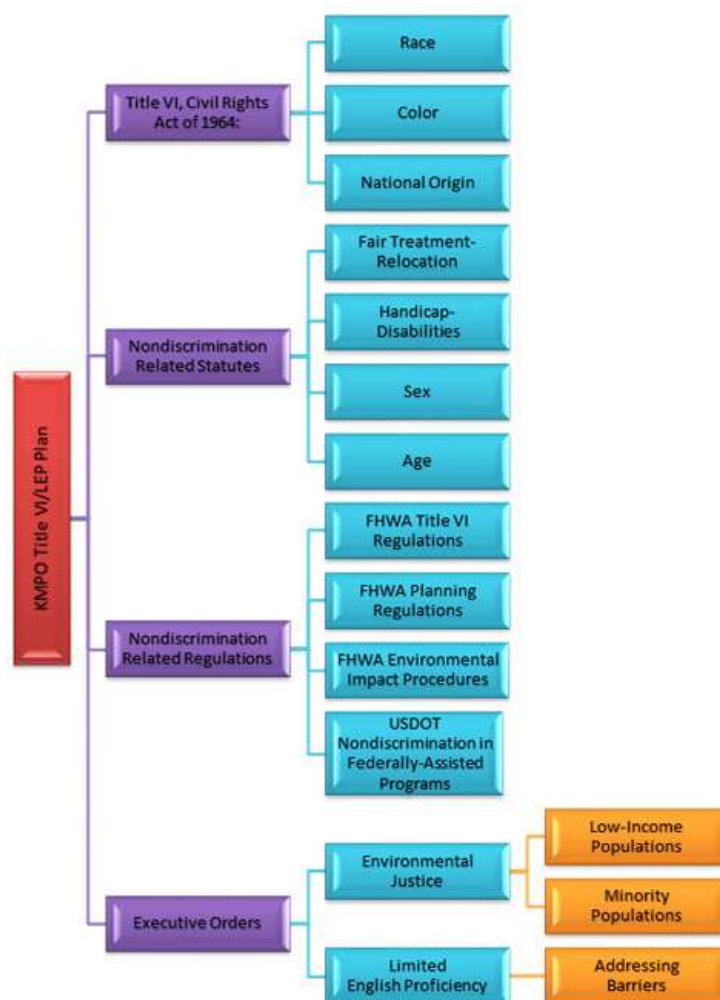 KMPO Title VI/LEP Plan
Title VI, Civil Rights
Act of 1964:
Race
Color
National Origin
Nondiscrimination
Related Statutes
Fair Treatment-
Relocation
Handicap-
Disabilities
Sex
Age
Nondiscrimination
Related Regulations
FHWA Title VI
Regulations
FHWA Planning
Regulations
FHWA Environmental
Impact Procedures
USDOT
Nondiscrimination in
Federally-Assisted
Programs
Executive Orders
Environmental
Justice
Low-Income
Populations
Minority
Populations
Limited
English Proficiency
Addressing
Barriers